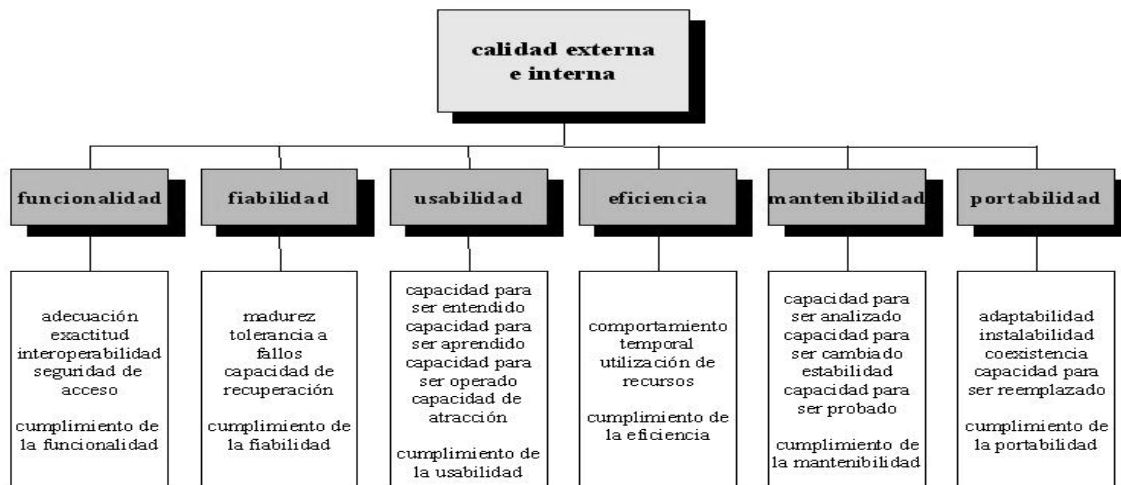 calidad externa
e interna
funcionalidad
fiabilidad
usabilidad
eficiencia
mantenibilidad
portabilidad
adecuación
exactitud
interoperabilidad
seguridad de
acceso
cumplimiento de
la funcionalidad
madurez
tolerancia a
fallos
capacidad de
recuperación
cumplimiento de
la fiabilidad
capacidad para
ser entendido
capacidad para
ser aprendido
capacidad para
ser operado
capacidad de
atracción
cumplimiento de
la usabilidad
comportamiento
temporal
utilización de
recursos
cumplimiento de
la eficiencia
capacidad para
ser analizado
capacidad para
ser cambiado
estabilidad
capacidad para
ser probado
cumplimiento de
la mantenibilidad
adaptabilidad
instalabilidad
coexistencia
capacidad para
ser reemplazado
cumplimiento de
la portabilidad